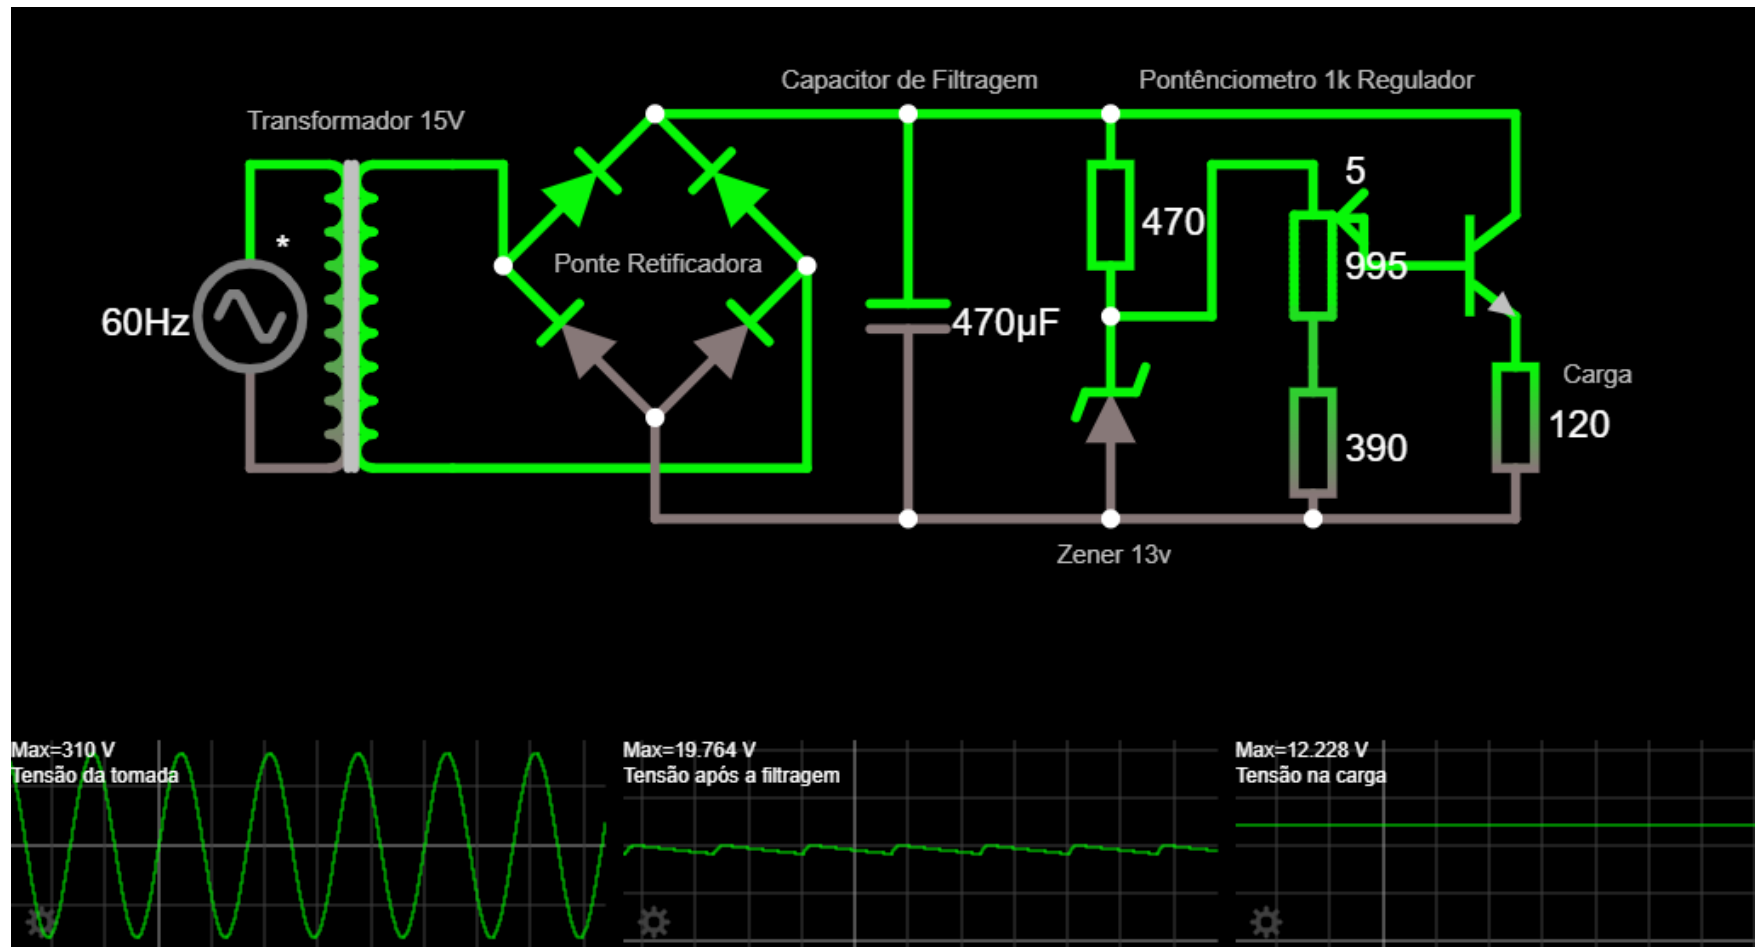 Capacitor de Filtragem
Pontênciometro 1k Regulador
Transformador 15V
5
470
*
Ponte Retificadora
995
60Hz
470µF
Carga
120
390
Zener 13v
Max=310 V
Tensão da tomada
Max=19.764 V
Tensão após a filtragem
Max=12.228 V
Tensão na carga